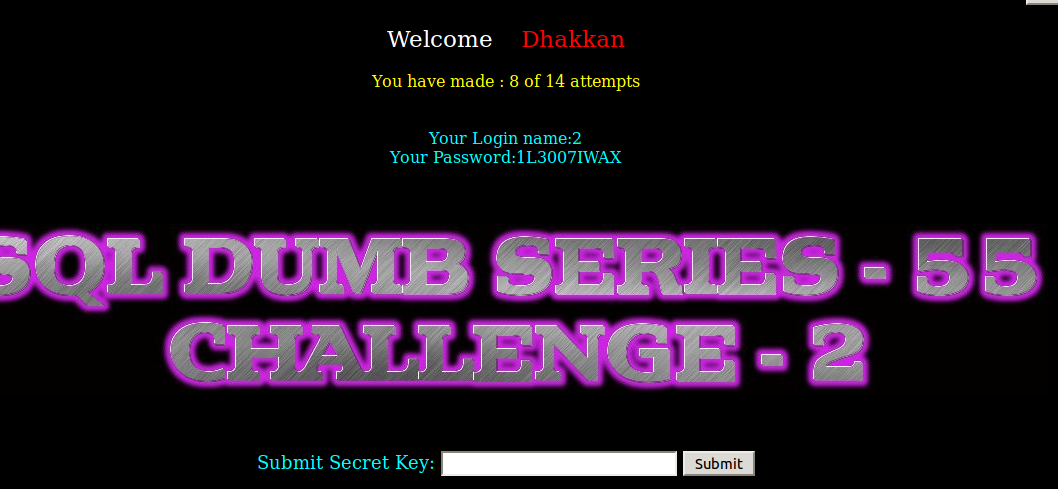 Welcome Dhakkan
You have made : 8 of 14 attempts
Your Login name:2
Your Password:1L3007IWAX
SQL DUMB SERIES - 55
CHALLENGE - 2
Submit Secret Key: Submit